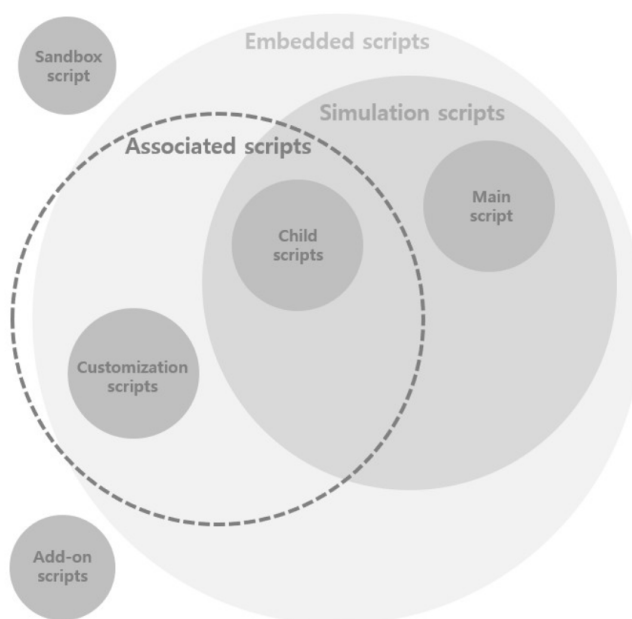 Embedded scripts
Sandbox
script
Simulation scripts
Associated scripts
Main
script
Child
scripts
Customization
scripts
Add-on
scripts